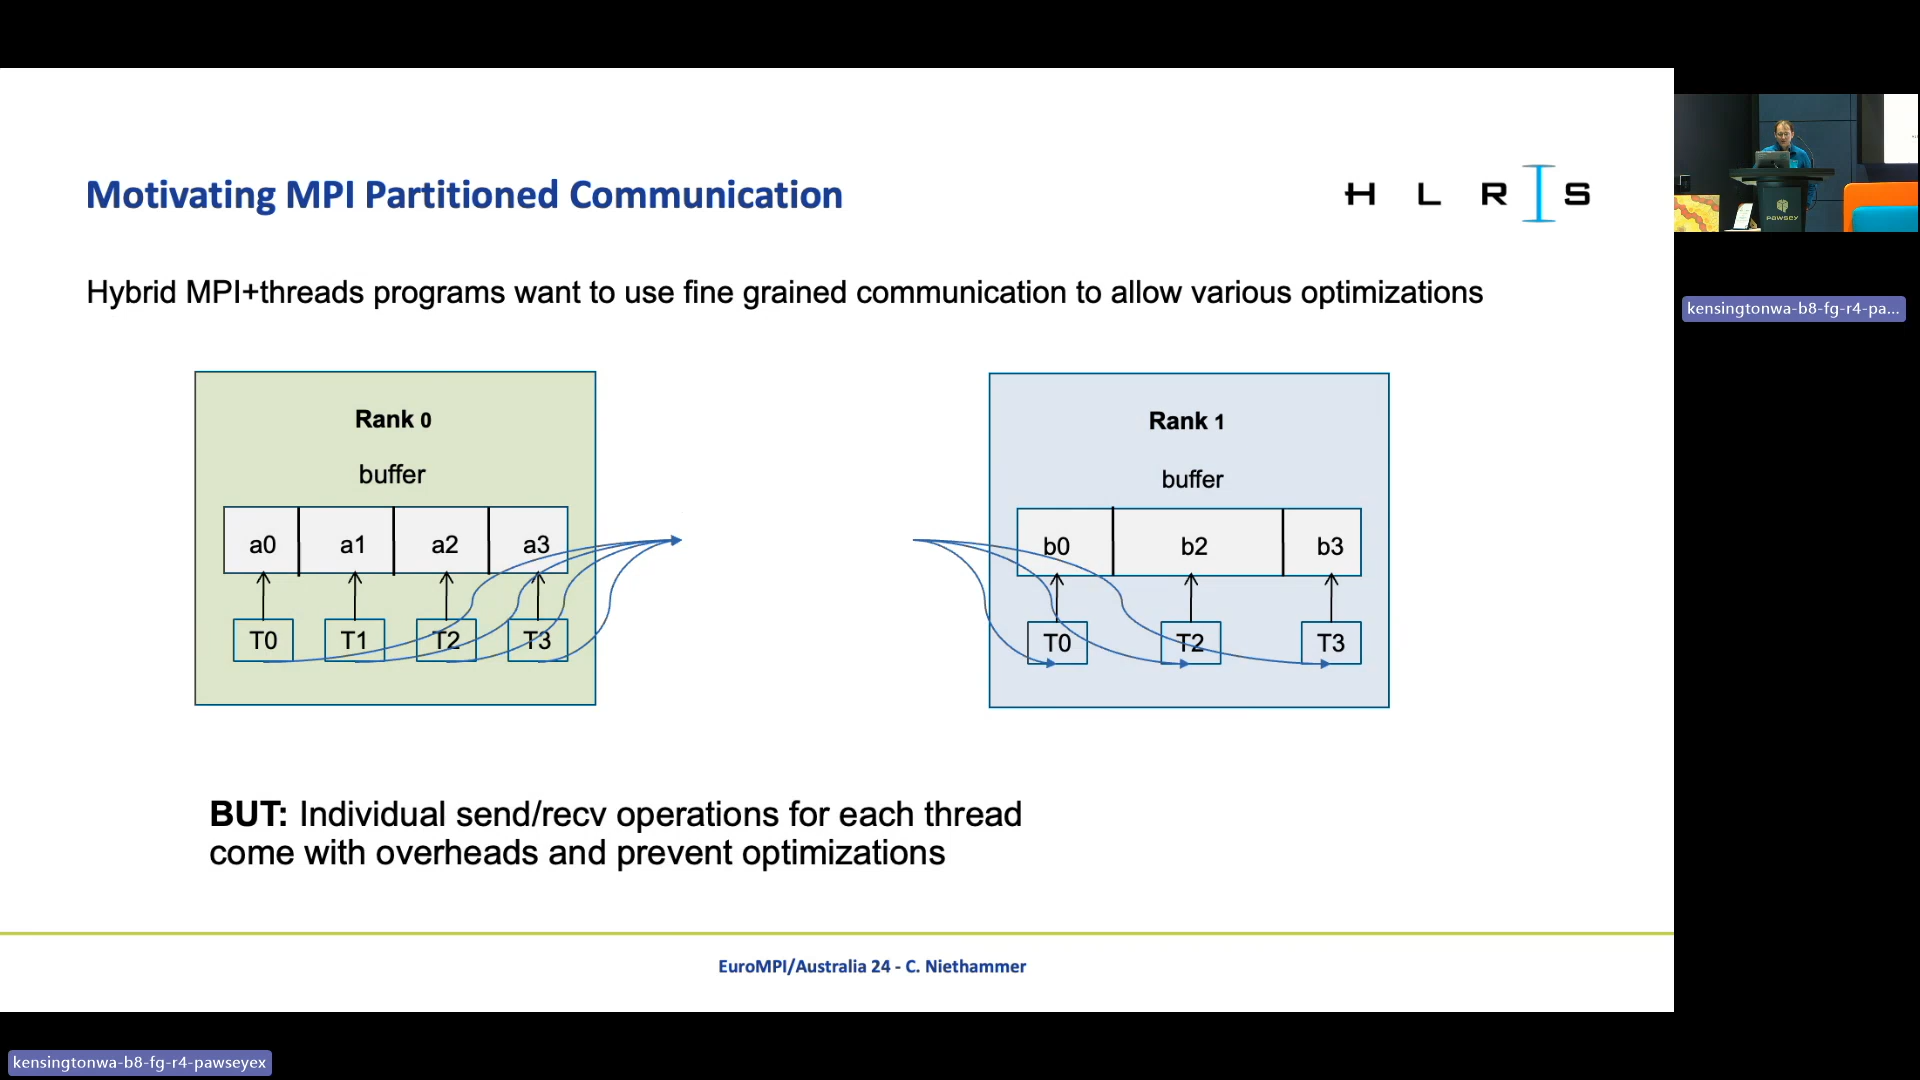 Motivating MPI Partitioned Communication
H L R I S
Hybrid MPI+threads programs want to use fine grained communication to allow various optimizations
Rank 0
buffer
a0 a1 a2 a3
T0 T1 T2 T3
Rank 1
buffer
b0 b2 b3
T0 T2 T3
BUT: Individual send/recv operations for each thread
come with overheads and prevent optimizations
EuroMPI/Australia 24 - C. Niethammer
PAWSEY
kensingtonwa-b8-fg-r4-pa...
kensingtonwa-b8-fg-r4-pawseyex